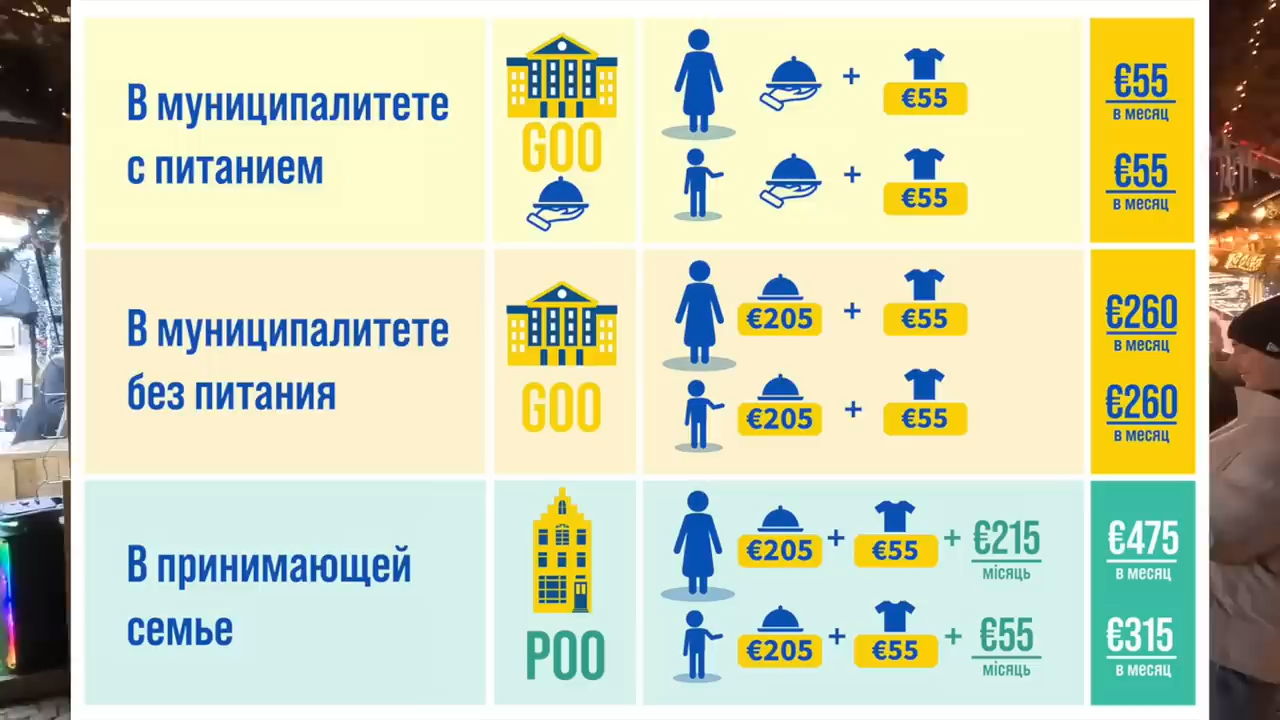 В муниципалитете
с питанием
GOO
+
€55
+
€55
€55
в месяц
€55
в месяц
В муниципалитете
без питания
GOO
€205 + €55
€205 + €55
€260
в месяц
€260
в месяц
В принимающей
семье
POO
€205 + €55 + €215
місяць
€205 + €55 + €55
місяць
€475
в месяц
€315
в месяц